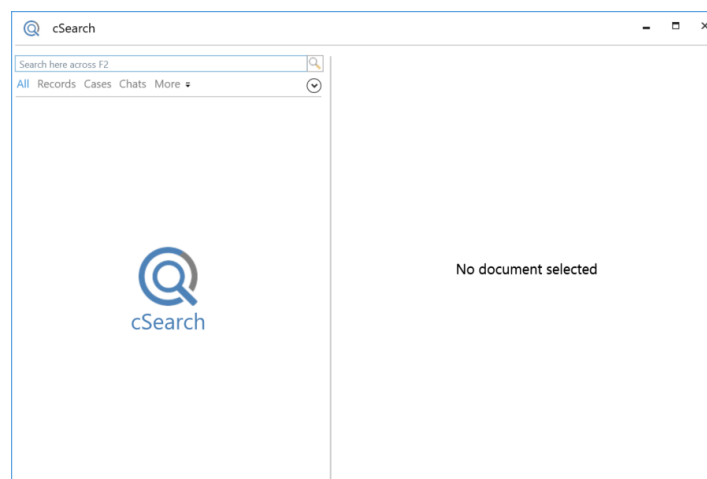 cSearch
Search here across F2
All Records Cases Chats More
cSearch
No document selected